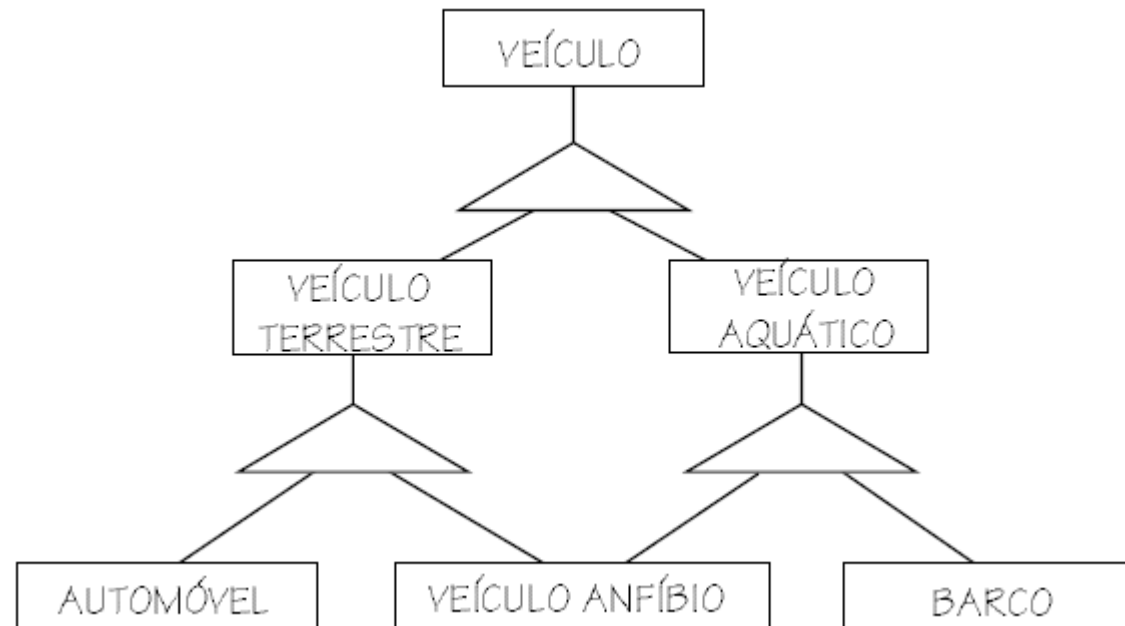 VEÍCULO
VEÍCULO
TERRESTRE
VEÍCULO
AQUÁTICO
AUTOMÓVEL
VEÍCULO ANFÍBIO
BARCO